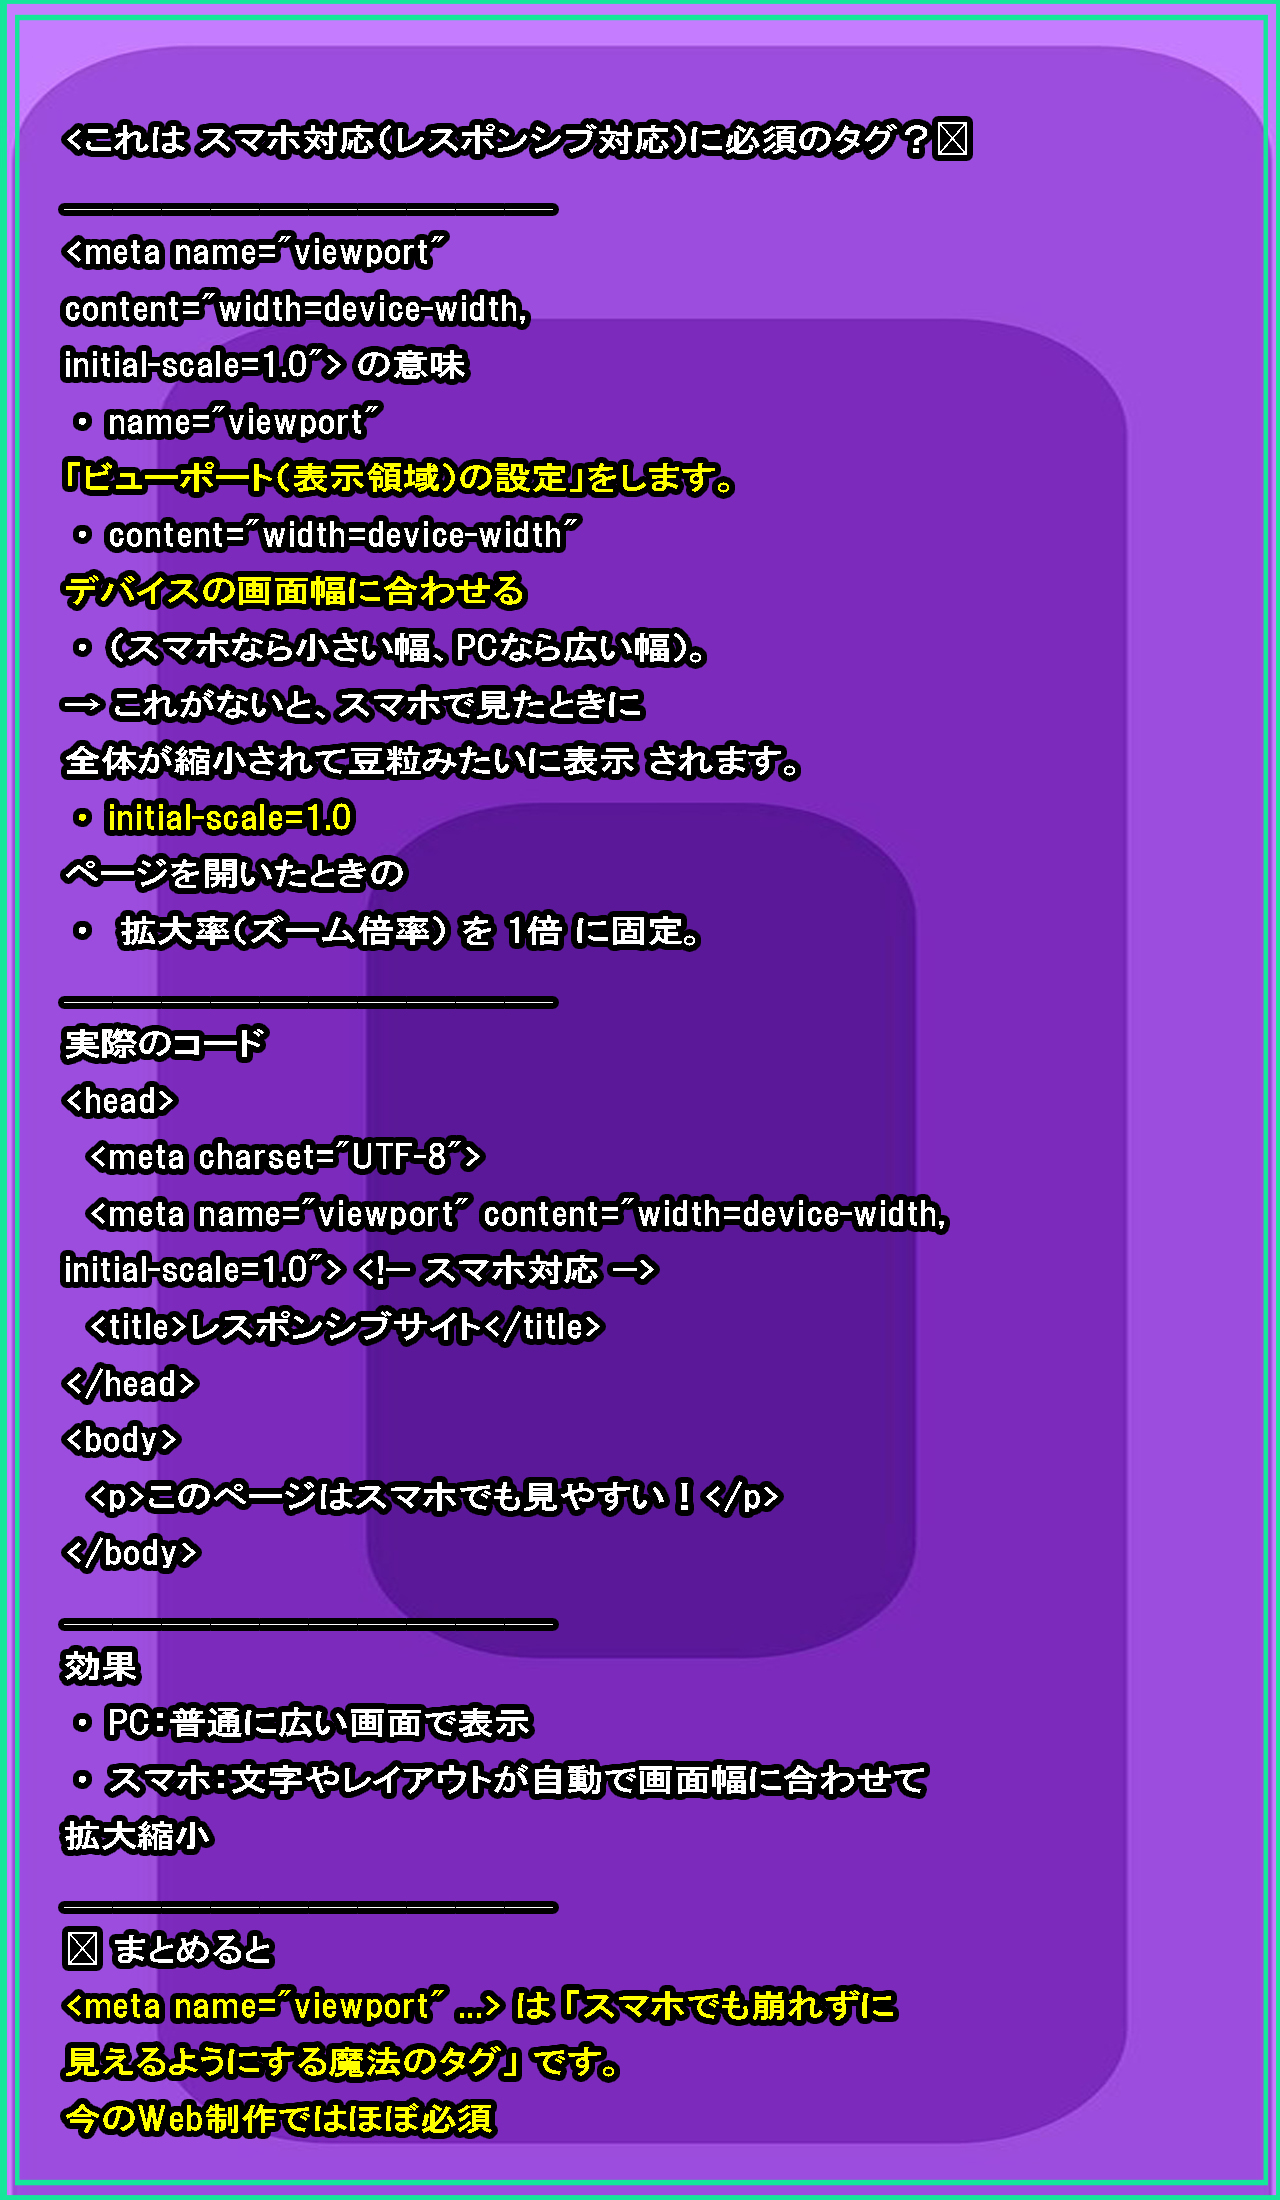 <これは スマホ対応（レスポンシブ対応）に必須のタグ？
<meta name="viewport"
content="width=device-width,
initial-scale=1.0"> の意味
・ name="viewport"
「ビューポート（表示領域）の設定」をします。
・ content="width=device-width"
デバイスの画面幅に合わせる
・ （スマホなら小さい幅、PCなら広い幅）。
→ これがないと、スマホで見たときに
全体が縮小されて豆粒みたいに表示 されます。
・ initial-scale=1.0
ページを開いたときの
・ 拡大率（ズーム倍率） を 1倍 に固定。
実際のコード
<head>
<meta charset="UTF-8">
<meta name="viewport" content="width=device-width,
initial-scale=1.0"> <!– スマホ対応 –>
<title>レスポンシブサイト</title>
</head>
<body>
<p>このページはスマホでも見やすい！</p>
</body>
効果
・ PC：普通に広い画面で表示
・ スマホ：文字やレイアウトが自動で画面幅に合わせて
拡大縮小
まとめると
<meta name="viewport" ...> は 「スマホでも崩れずに
見えるようにする魔法のタグ」 です。
今のWeb制作ではほぼ必須